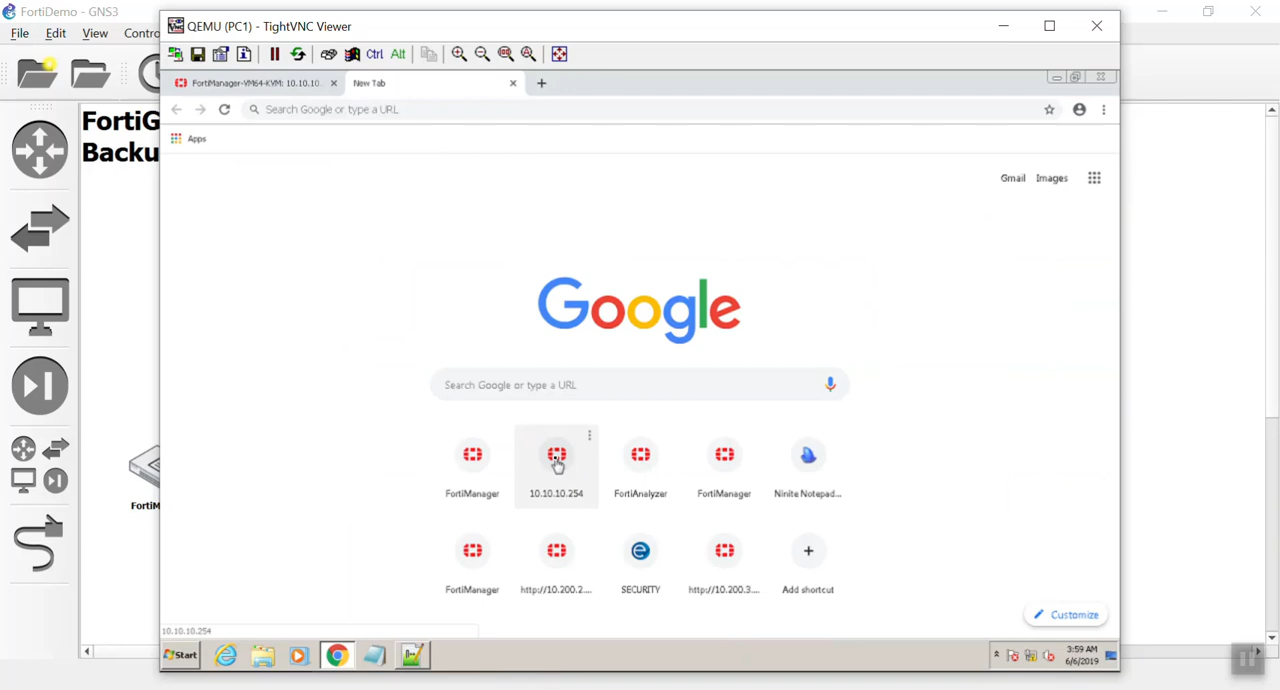 FortiDemo - GNS3
File Edit View Contro
FortiG
Backu
FortiM
QEMU (PC1) - TightVNC Viewer
Ctrl Alt
FortiManager-VM64-KVM: 10.10.10.
New Tab
Search Google or type a URL
Apps
Gmail Images
Google
Search Google or type a URL
FortiManager 10.10.10.254 FortiAnalyzer FortiManager Ninite Notepad...
FortiManager http://10.200.2.... SECURITY http://10.200.3.... Add shortcut
Customize
10.10.10.254
Start
3:59 AM
6/6/2019